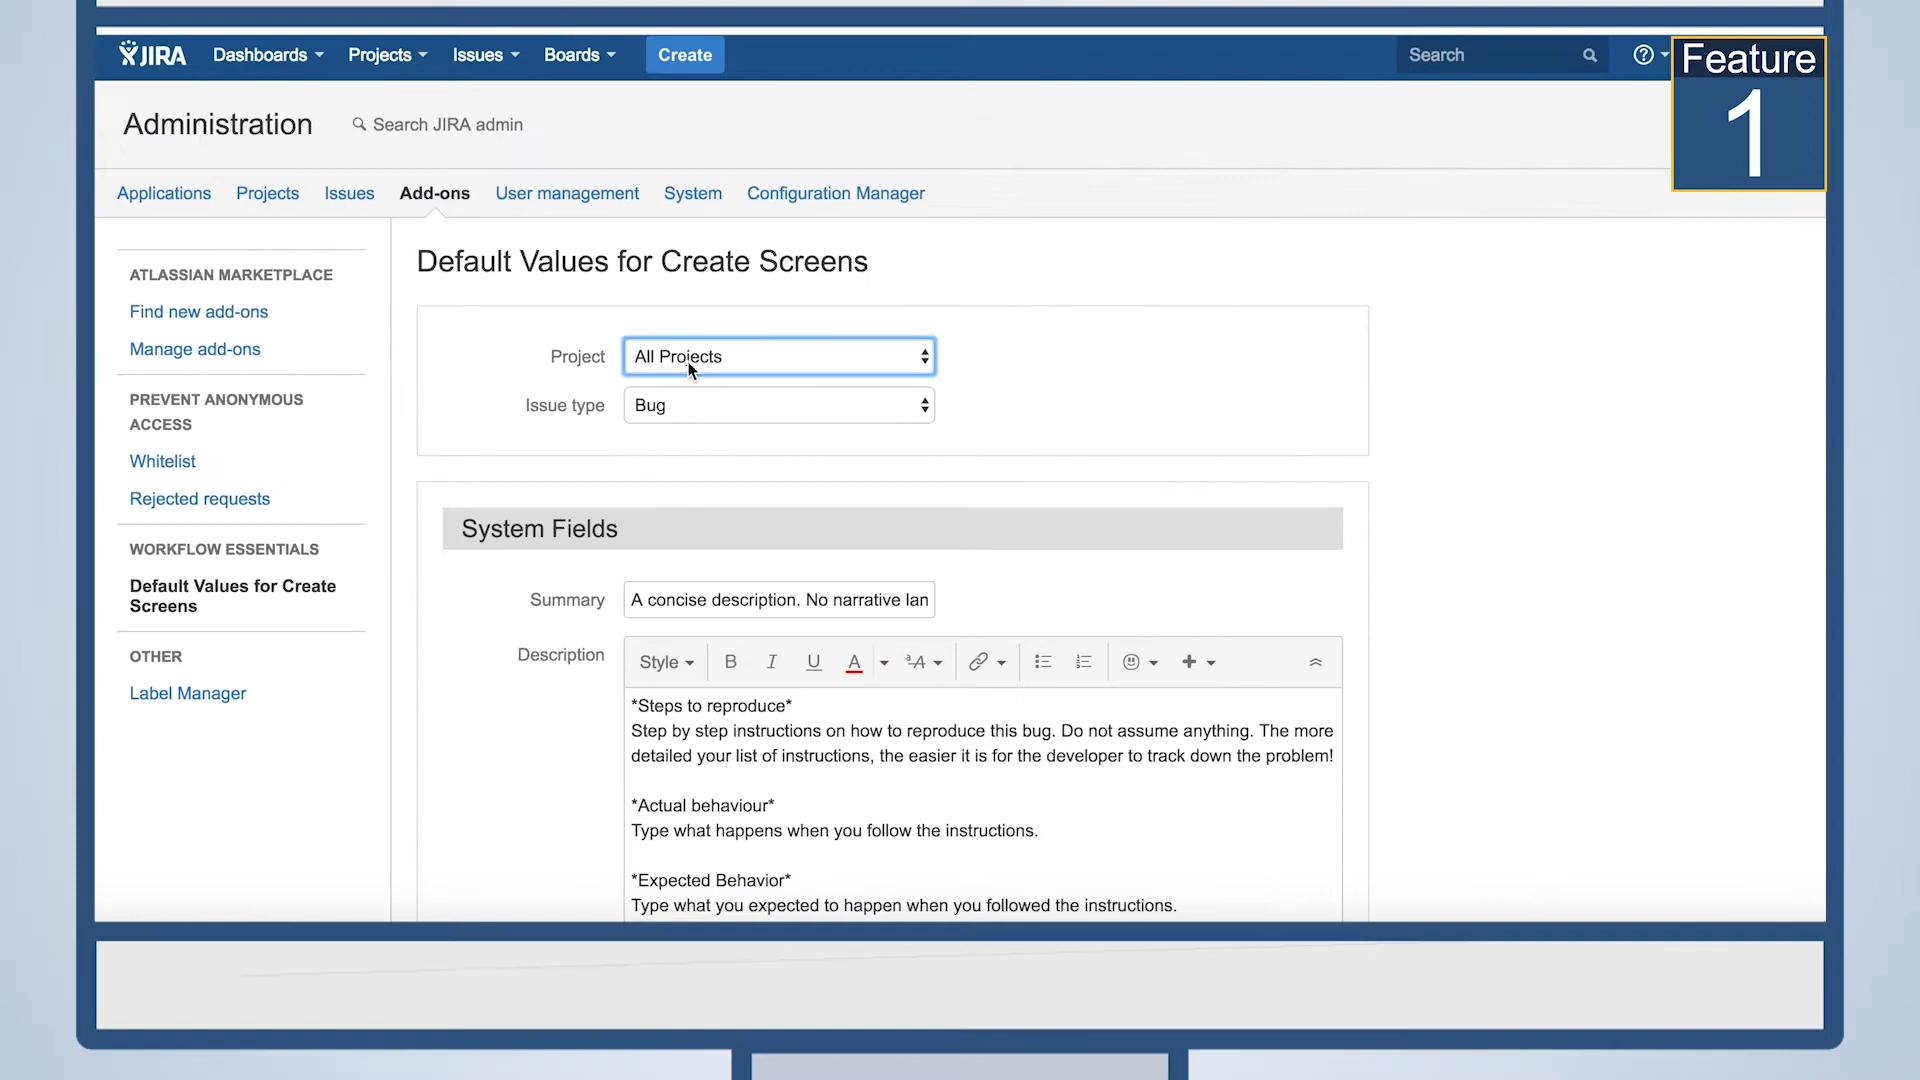 JIRA Dashboards Projects Issues Boards Create Search
Feature
1
Administration Search JIRA admin
Applications Projects Issues Add-ons User management System Configuration Manager
ATLASSIAN MARKETPLACE
Find new add-ons
Manage add-ons
PREVENT ANONYMOUS
ACCESS
Whitelist
Rejected requests
WORKFLOW ESSENTIALS
Default Values for Create
Screens
OTHER
Label Manager
Default Values for Create Screens
Project All Projects
Issue type Bug
System Fields
Summary A concise description. No narrative lan
Description Style B I U A ªA
*Steps to reproduce*
Step by step instructions on how to reproduce this bug. Do not assume anything. The more
detailed your list of instructions, the easier it is for the developer to track down the problem!
*Actual behaviour*
Type what happens when you follow the instructions.
*Expected Behavior*
Type what you expected to happen when you followed the instructions.